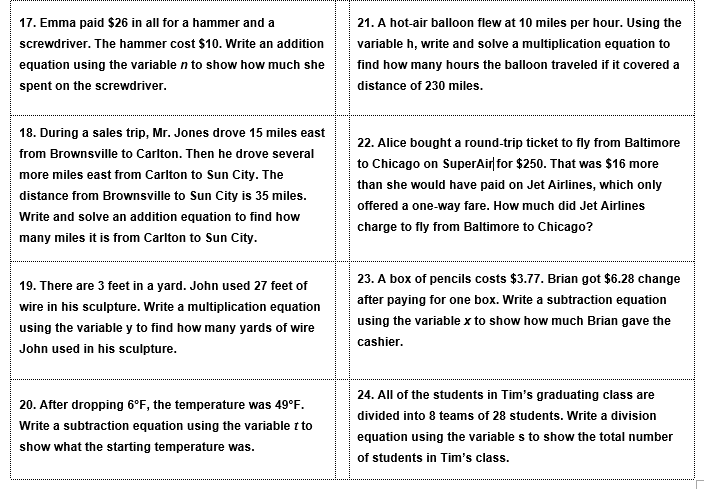 17. Emma paid $26 in all for a hammer and a
screwdriver. The hammer cost $10. Write an addition
equation using the variable n to show how much she
spent on the screwdriver.
18. During a sales trip, Mr. Jones drove 15 miles east
from Brownsville to Carlton. Then he drove several
more miles east from Carlton to Sun City. The
distance from Brownsville to Sun City is 35 miles.
Write and solve an addition equation to find how
many miles it is from Carlton to Sun City.
19. There are 3 feet in a yard. John used 27 feet of
wire in his sculpture. Write a multiplication equation
using the variable y to find how many yards of wire
John used in his sculpture.
20. After dropping 6°F, the temperature was 49°F.
Write a subtraction equation using the variable t to
show what the starting temperature was.
21. A hot-air balloon flew at 10 miles per hour. Using the
variable h, write and solve a multiplication equation to
find how many hours the balloon traveled if it covered a
distance of 230 miles.
22. Alice bought a round-trip ticket to fly from Baltimore
to Chicago on SuperAir for $250. That was $16 more
than she would have paid on Jet Airlines, which only
offered a one-way fare. How much did Jet Airlines
charge to fly from Baltimore to Chicago?
23. A box of pencils costs $3.77. Brian got $6.28 change
after paying for one box. Write a subtraction equation
using the variable x to show how much Brian gave the
cashier.
24. All of the students in Tim's graduating class are
divided into 8 teams of 28 students. Write a division
equation using the variable s to show the total number
of students in Tim's class.